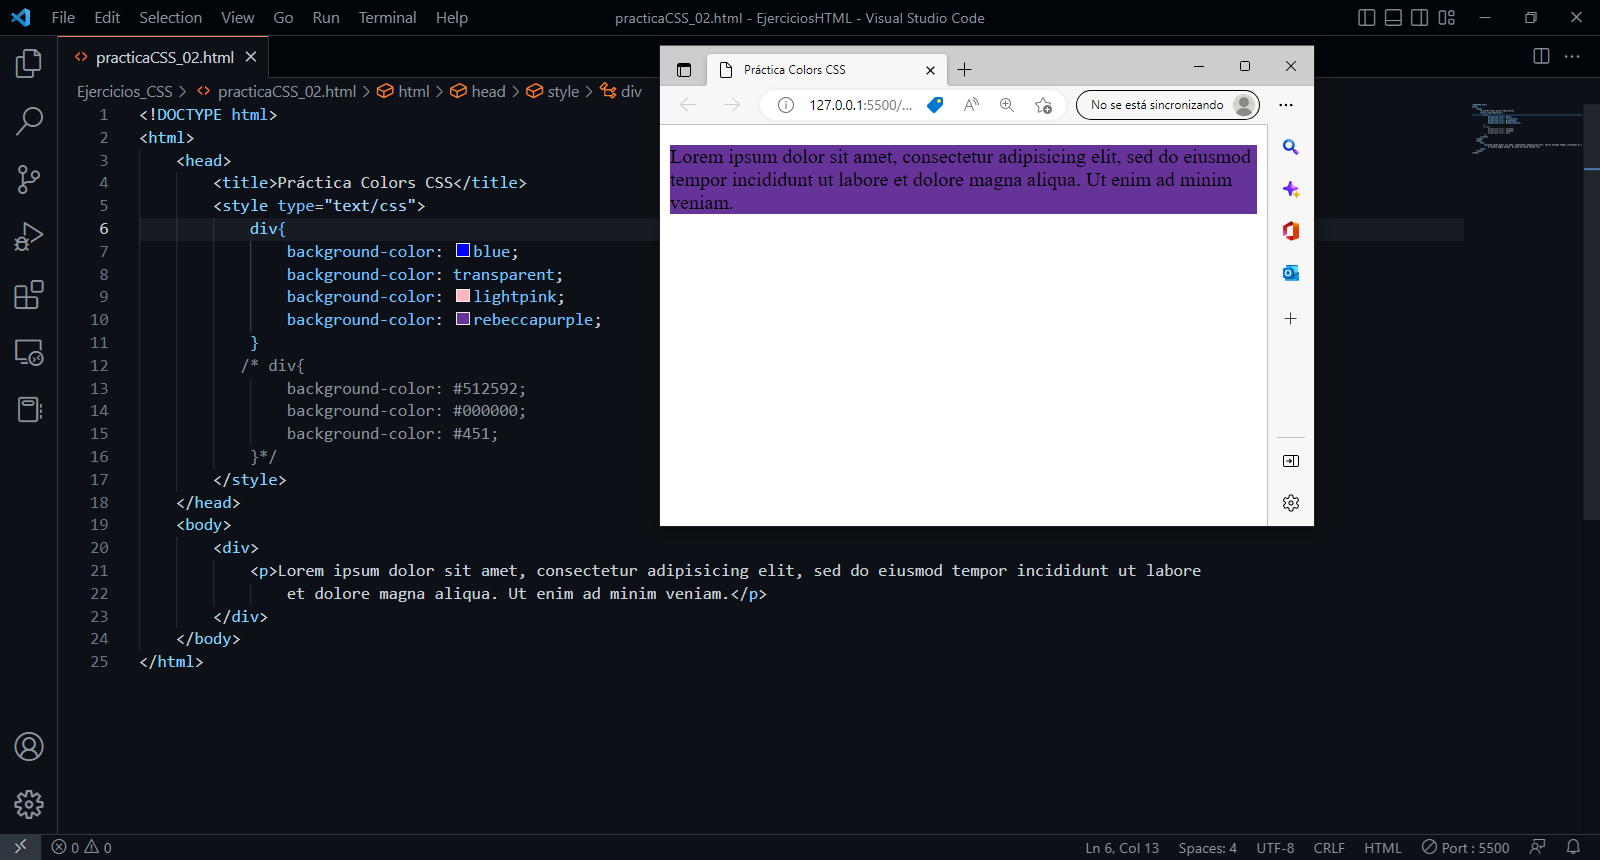 File Edit Selection View Go Run Terminal Help
practicaCSS_02.html - EjerciciosHTML - Visual Studio Code
practicaCSS_02.html
Ejercicios_CSS > practicaCSS_02.html > html > head > style > div
1 <!DOCTYPE html>
2 <html>
3 <head>
4 <title>Práctica Colors CSS</title>
5 <style type="text/css">
6 div{
7 background-color: blue;
8 background-color: transparent;
9 background-color: lightpink;
10 background-color: rebeccapurple;
11 }
12 /* div{
13 background-color: #512592;
14 background-color: #000000;
15 background-color: #451;
16 }*/
17 </style>
18 </head>
19 <body>
20 <div>
21 <p>Lorem ipsum dolor sit amet, consectetur adipisicing elit, sed do eiusmod tempor incididunt ut labore
22 et dolore magna aliqua. Ut enim ad minim veniam.</p>
23 </div>
24 </body>
25 </html>
Práctica Colors CSS
127.0.0.1:5500/...
No se está sincronizando
Lorem ipsum dolor sit amet, consectetur adipisicing elit, sed do eiusmod
tempor incididunt ut labore et dolore magna aliqua. Ut enim ad minim
veniam.
0 0
Ln 6, Col 13 Spaces: 4 UTF-8 CRLF HTML Port : 5500